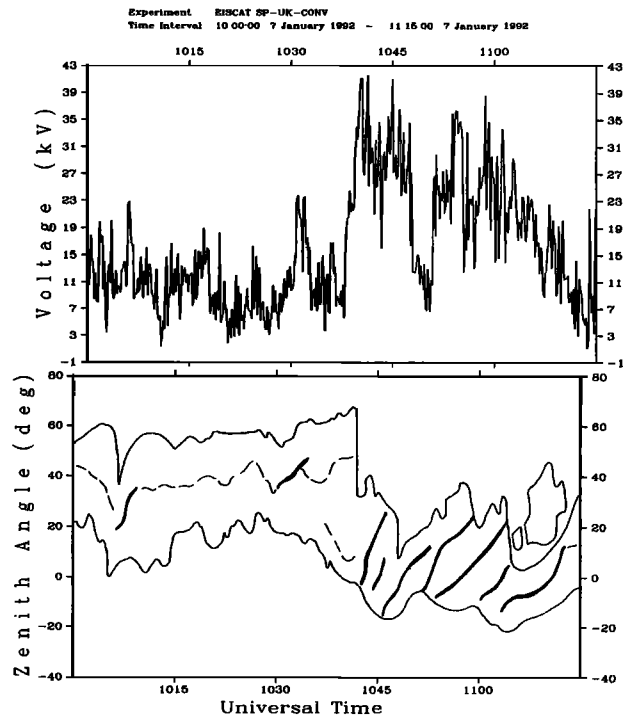 Experiment EISCAT SP-UK-CONV
Time Interval 10 00:00 7 January 1992 - 11 15:00 7 January 1992
1015 1030 1045 1100
43 43
39 39
35 35
31 31
27 27
23 23
19 19
15 15
11 11
7 7
3 3
-1 -1
Voltage (kV)
80 80
60 60
40 40
20 20
0 0
-20 -20
-40 -40
Zenith Angle (deg)
1015 1030 1045 1100
Universal Time